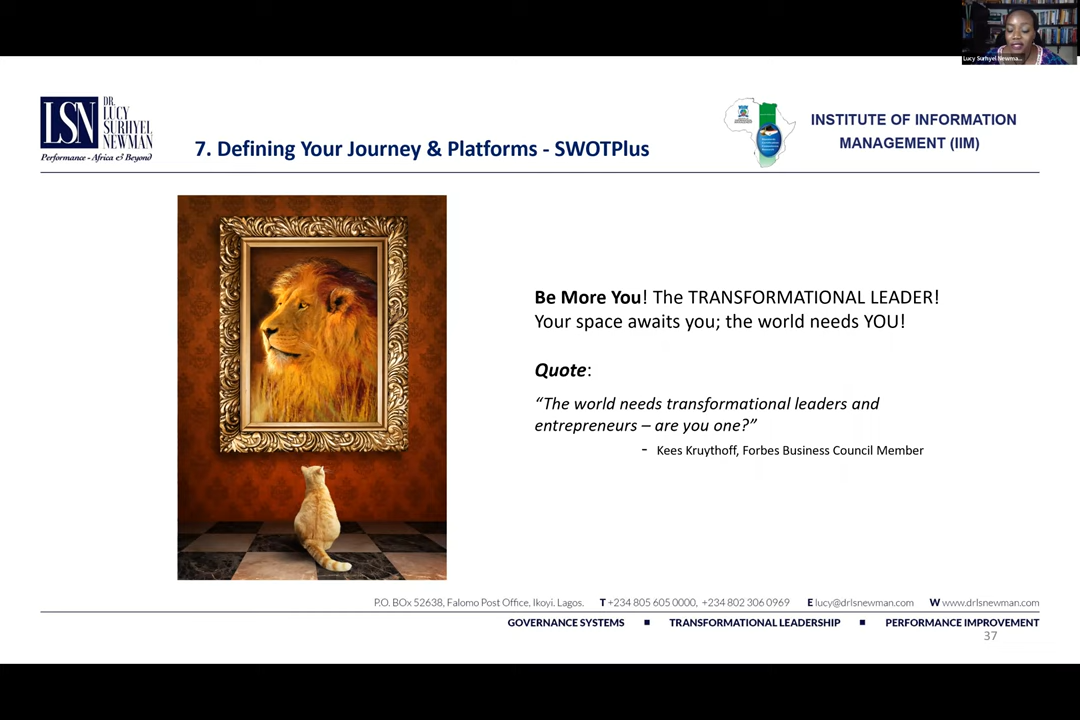 Lucy Surhyel Newma...
LSN
DR.
LUCY
SURHYEL
NEWMAN
Performance - Africa & Beyond
7. Defining Your Journey & Platforms - SWOTPlus
INSTITUTE OF INFORMATION
MANAGEMENT (IIM)
Be More You! The TRANSFORMATIONAL LEADER!
Your space awaits you; the world needs YOU!
Quote:
“The world needs transformational leaders and
entrepreneurs – are you one?”
- Kees Kruythoff, Forbes Business Council Member
P.O. BOx 52638, Falomo Post Office, Ikoyi. Lagos. T +234 805 605 0000, +234 802 306 0969 E lucy@drlsnewman.com W www.drlsnewman.com
GOVERNANCE SYSTEMS ■ TRANSFORMATIONAL LEADERSHIP ■ PERFORMANCE IMPROVEMENT
37